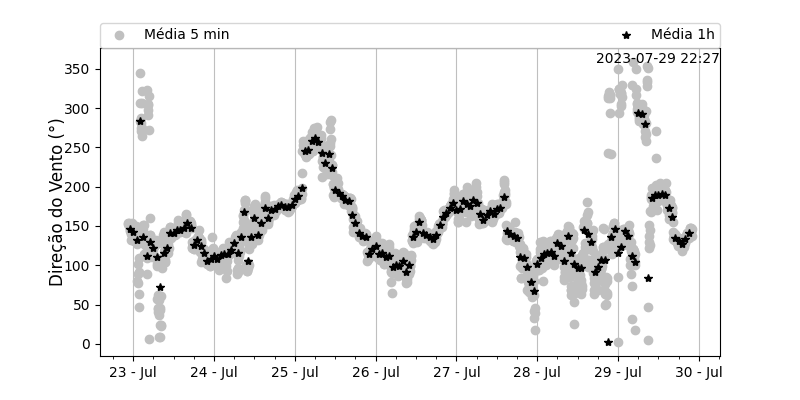 Média 5 min
Média 1h
2023-07-29 22:27
Direção do Vento (°)
350
300
250
200
150
100
50
0
23 - Jul
24 - Jul
25 - Jul
26 - Jul
27 - Jul
28 - Jul
29 - Jul
30 - Jul